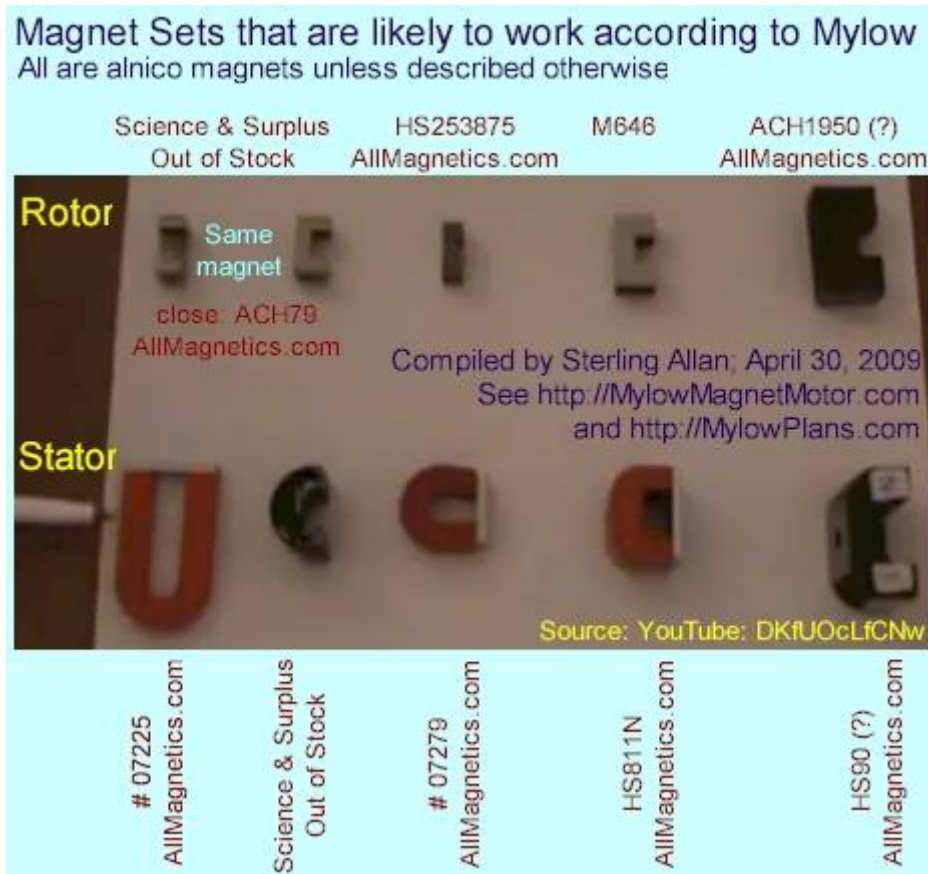 Magnet Sets that are likely to work according to Mylow
All are alnico magnets unless described otherwise
Science & Surplus
Out of Stock
HS253875
AllMagnetics.com
M646
ACH1950 (?)
AllMagnetics.com
Rotor
Same
magnet
close: ACH79
AllMagnetics.com
Compiled by Sterling Allan; April 30, 2009
See http://MylowMagnetMotor.com
and http://MylowPlans.com
Stator
Source: YouTube: DKfUOcLfCNw
# 07225
AllMagnetics.com
Science & Surplus
Out of Stock
# 07279
AllMagnetics.com
HS811N
AllMagnetics.com
HS90 (?)
AllMagnetics.com